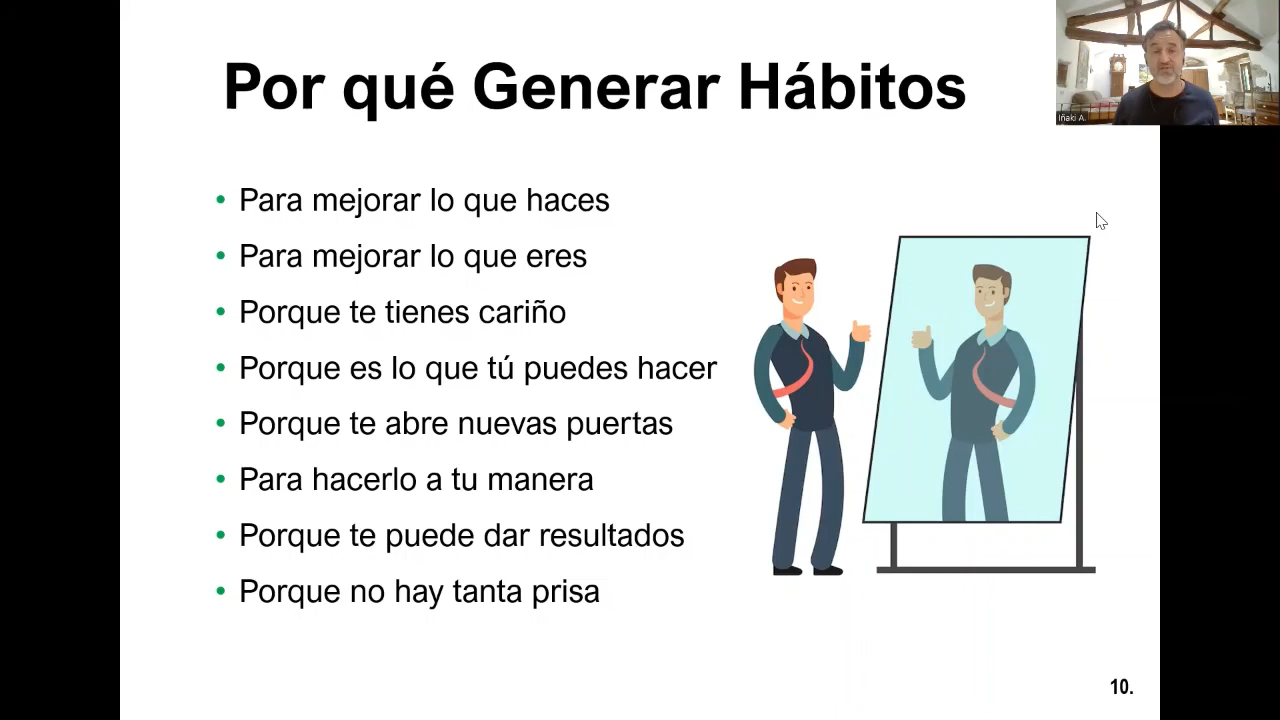 Por qué Generar Hábitos
Iñaki A.
• Para mejorar lo que haces
• Para mejorar lo que eres
• Porque te tienes cariño
• Porque es lo que tú puedes hacer
• Porque te abre nuevas puertas
• Para hacerlo a tu manera
• Porque te puede dar resultados
• Porque no hay tanta prisa
10.